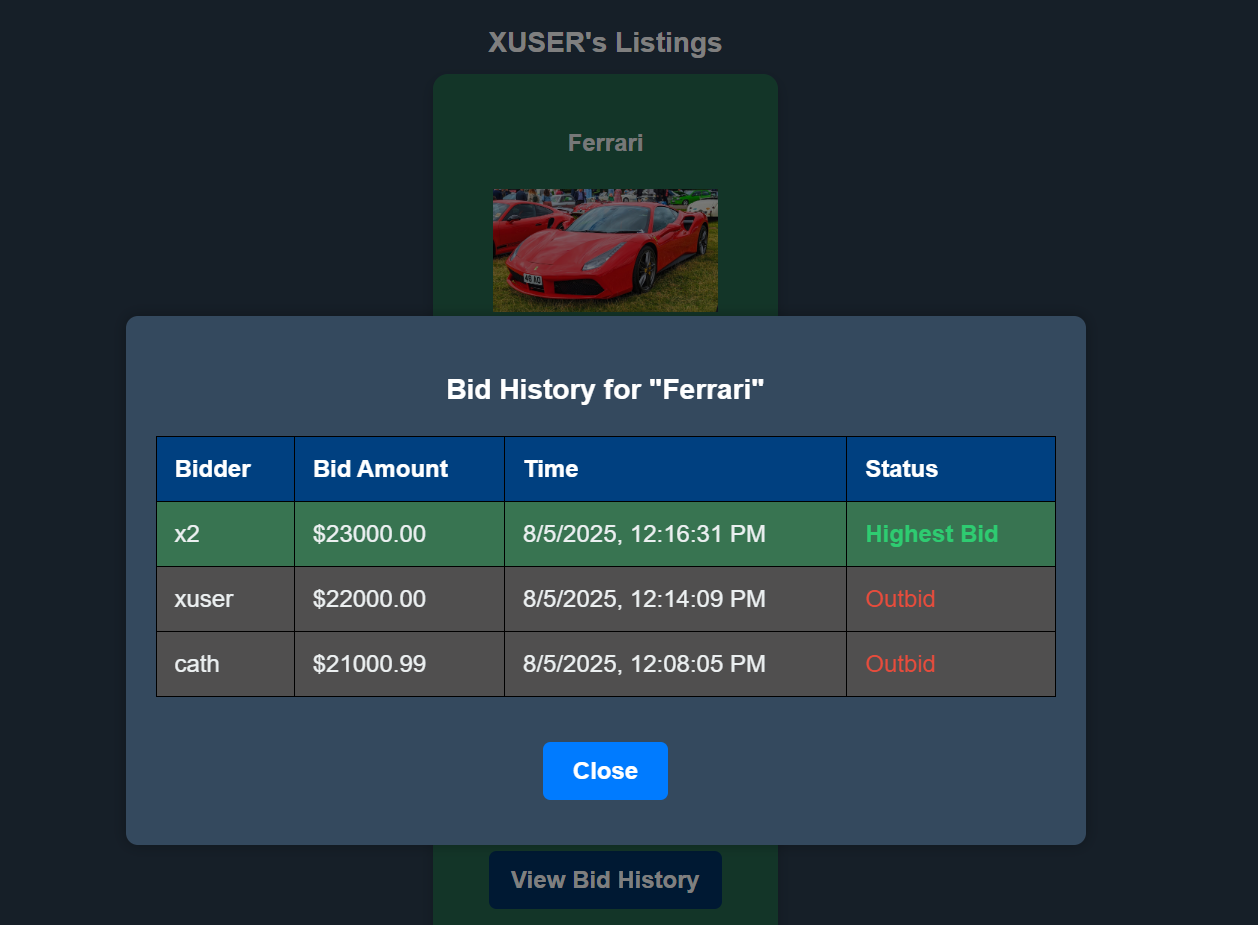 XUSER's Listings
Ferrari
Bid History for "Ferrari"
Bidder Bid Amount Time Status
x2 $23000.00 8/5/2025, 12:16:31 PM Highest Bid
xuser $22000.00 8/5/2025, 12:14:09 PM Outbid
cath $21000.99 8/5/2025, 12:08:05 PM Outbid
Close
View Bid History